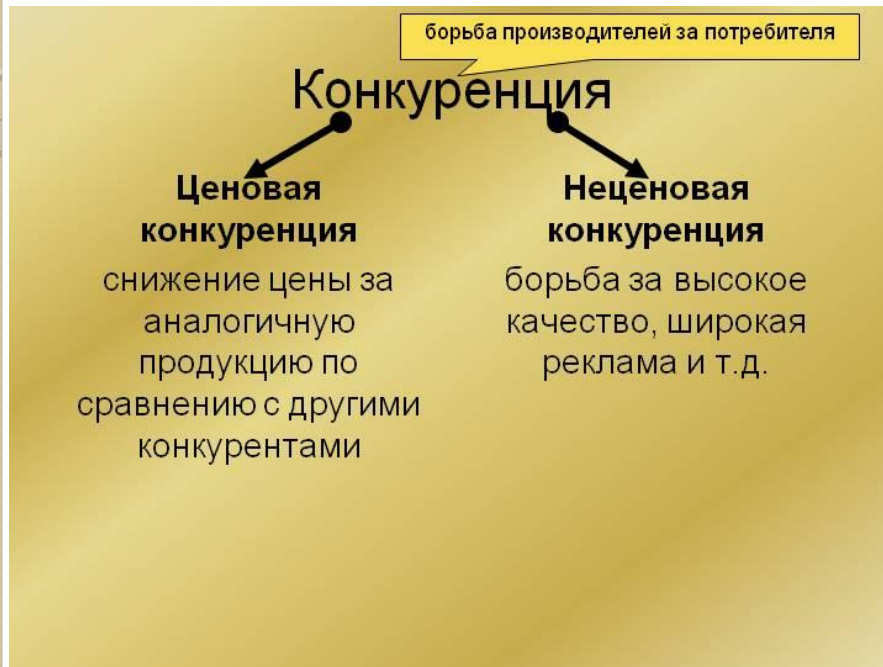 борьба производителей за потребителя
Конкуренция
Ценовая
конкуренция
снижение цены за
аналогичную
продукцию по
сравнению с другими
конкурентами
Неценовая
конкуренция
борьба за высокое
качество, широкая
реклама и т.д.